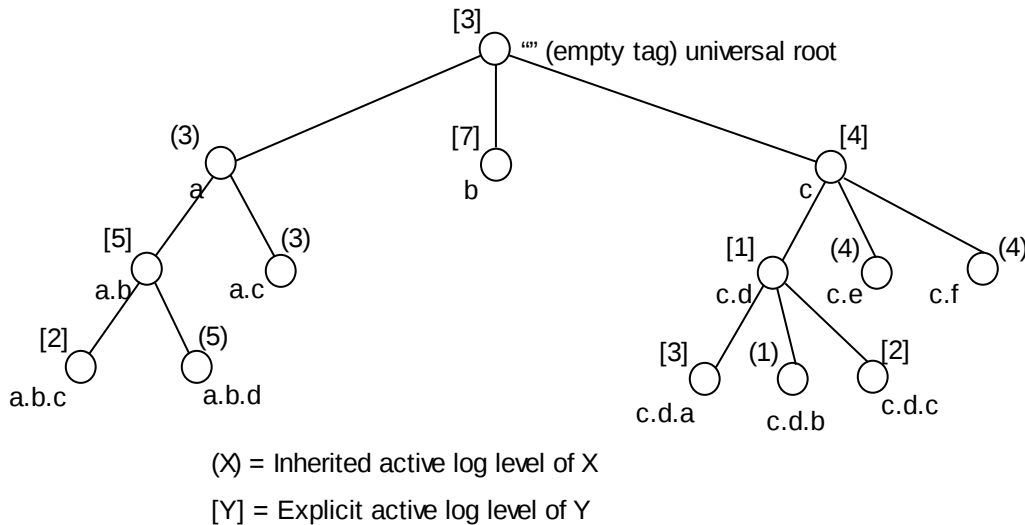 [3]
“” (empty tag) universal root
(3)
[7]
[4]
a
b
c
[5]
(3)
[1]
(4)
(4)
a.b
a.c
c.d
c.e
c.f
[2]
(5)
[3]
(1)
[2]
a.b.c
a.b.d
c.d.a
c.d.b
c.d.c
(X) = Inherited active log level of X
[Y] = Explicit active log level of Y